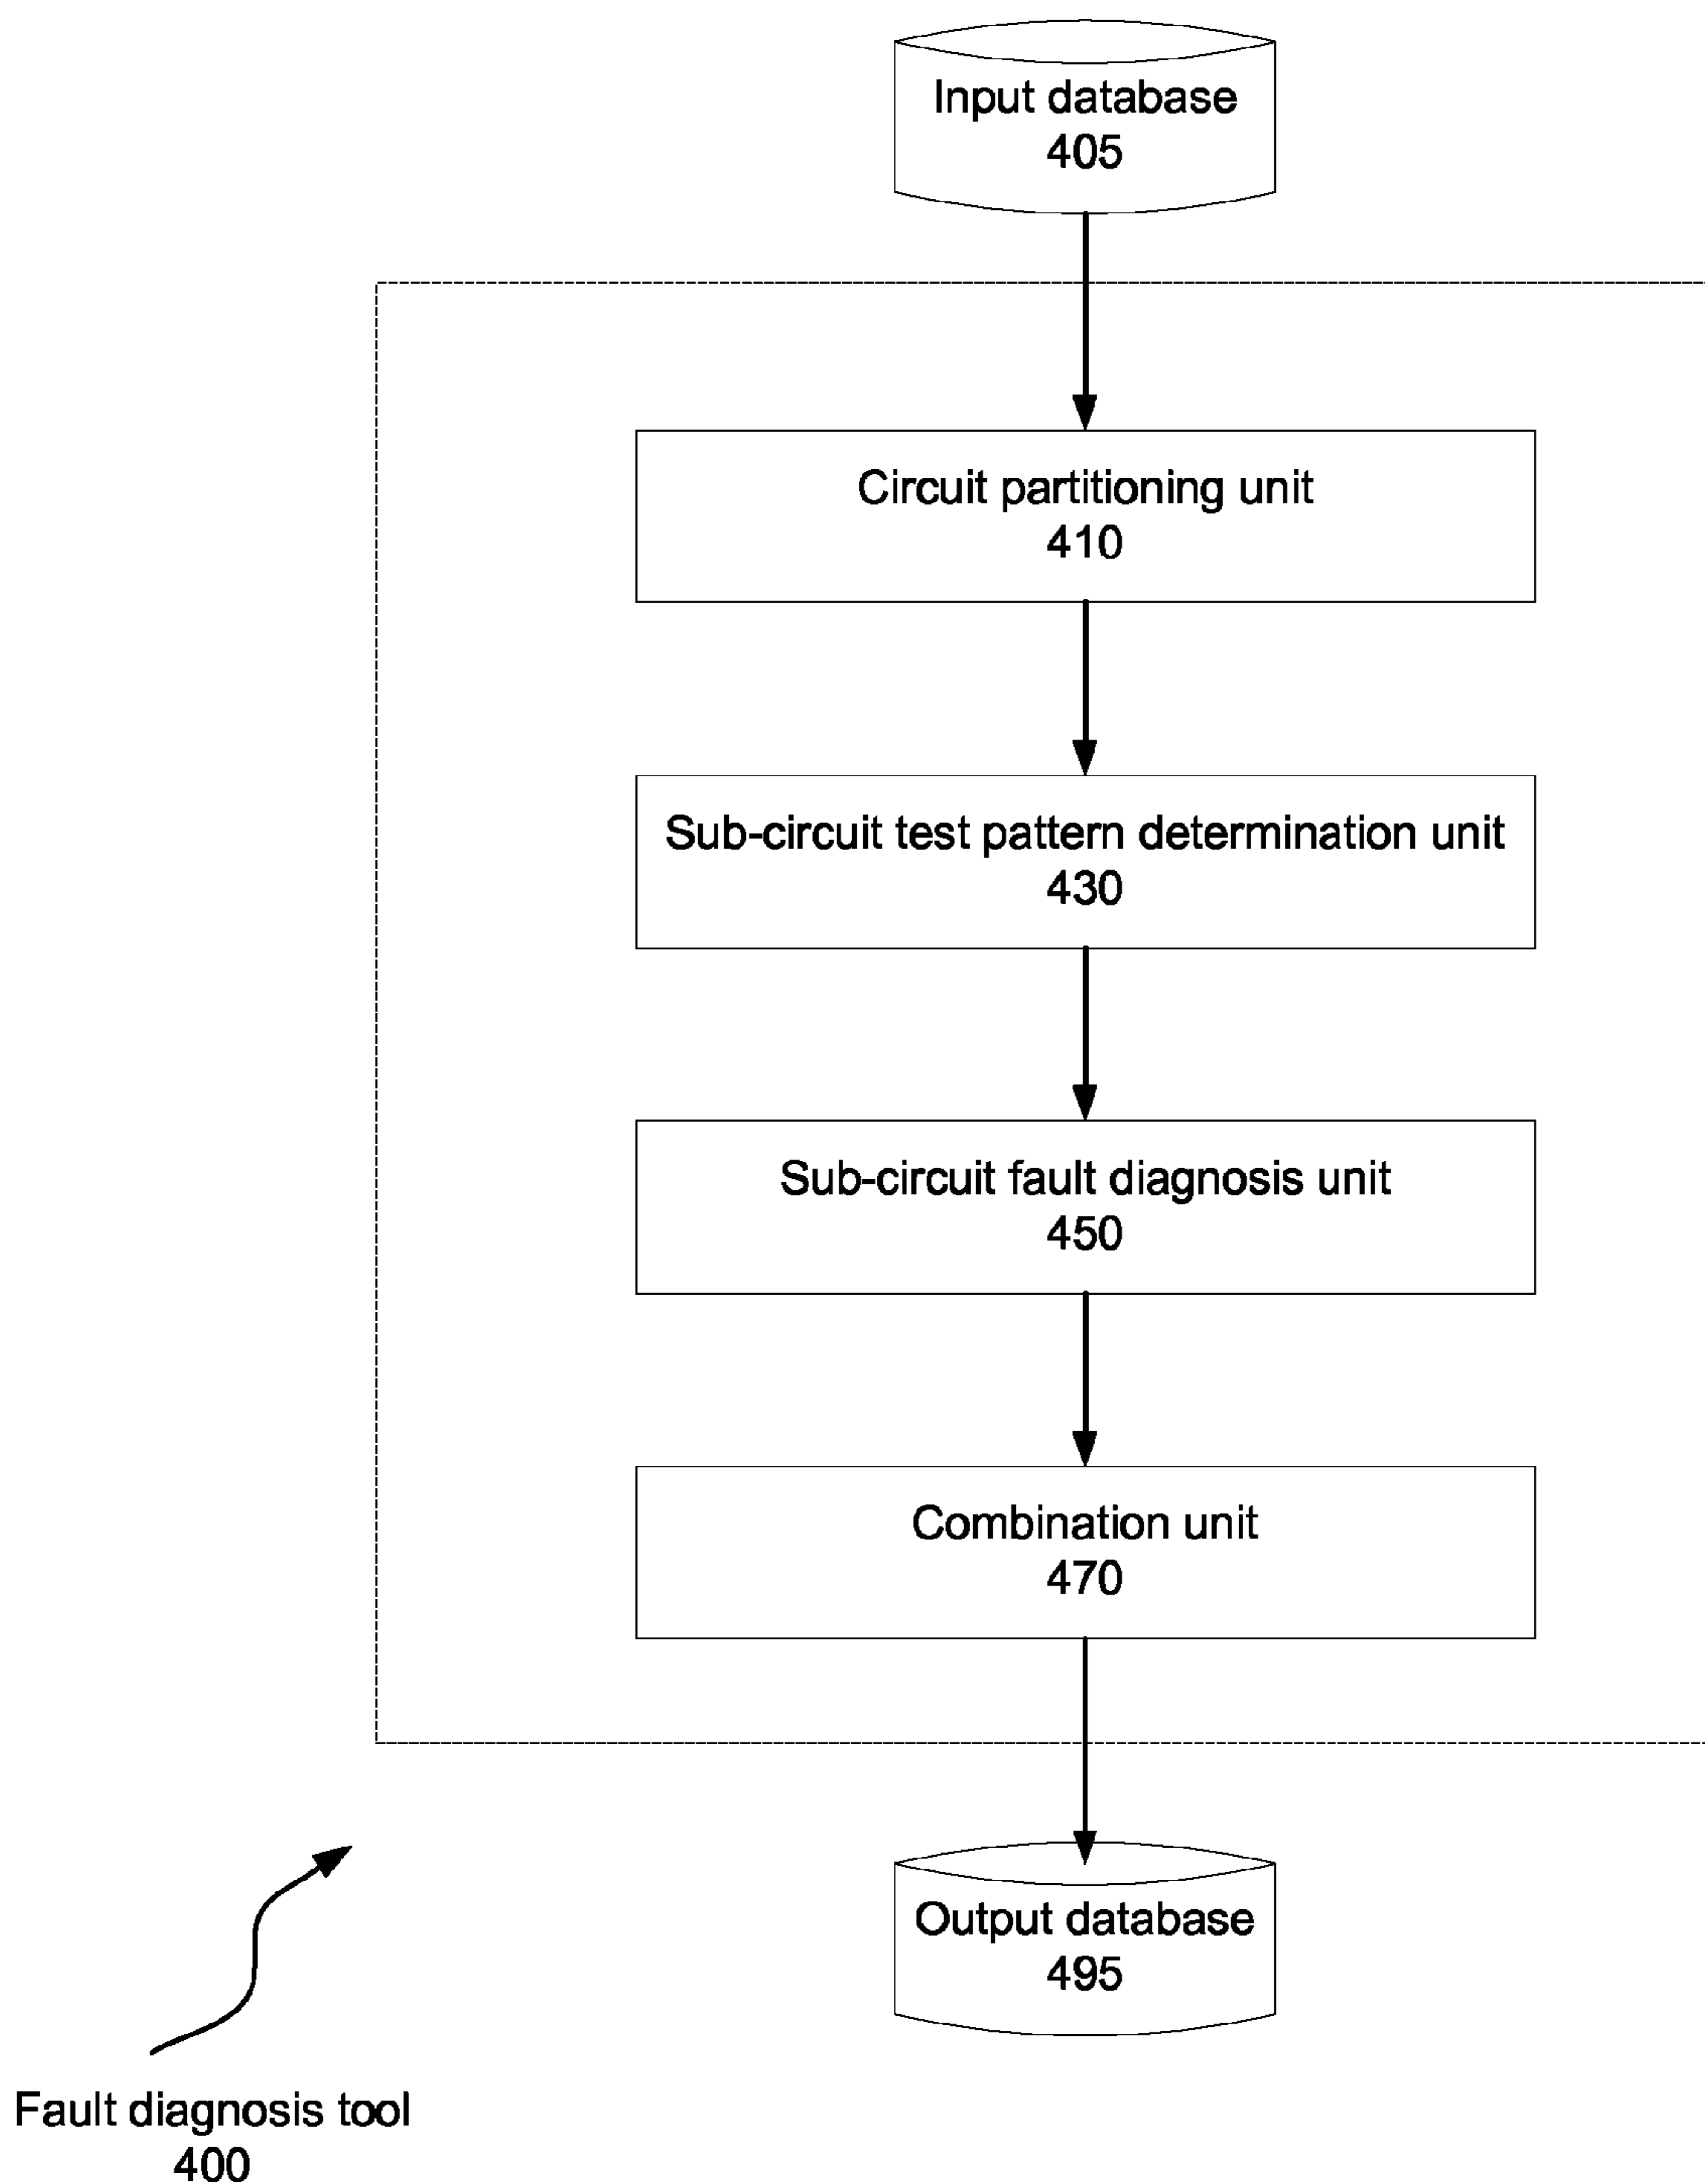 Input database
405
Circuit partitioning unit
410
Sub-circuit test pattern determination unit
430
Sub-circuit fault diagnosis unit
450
Combination unit
470
Output database
495
Fault diagnosis tool
400